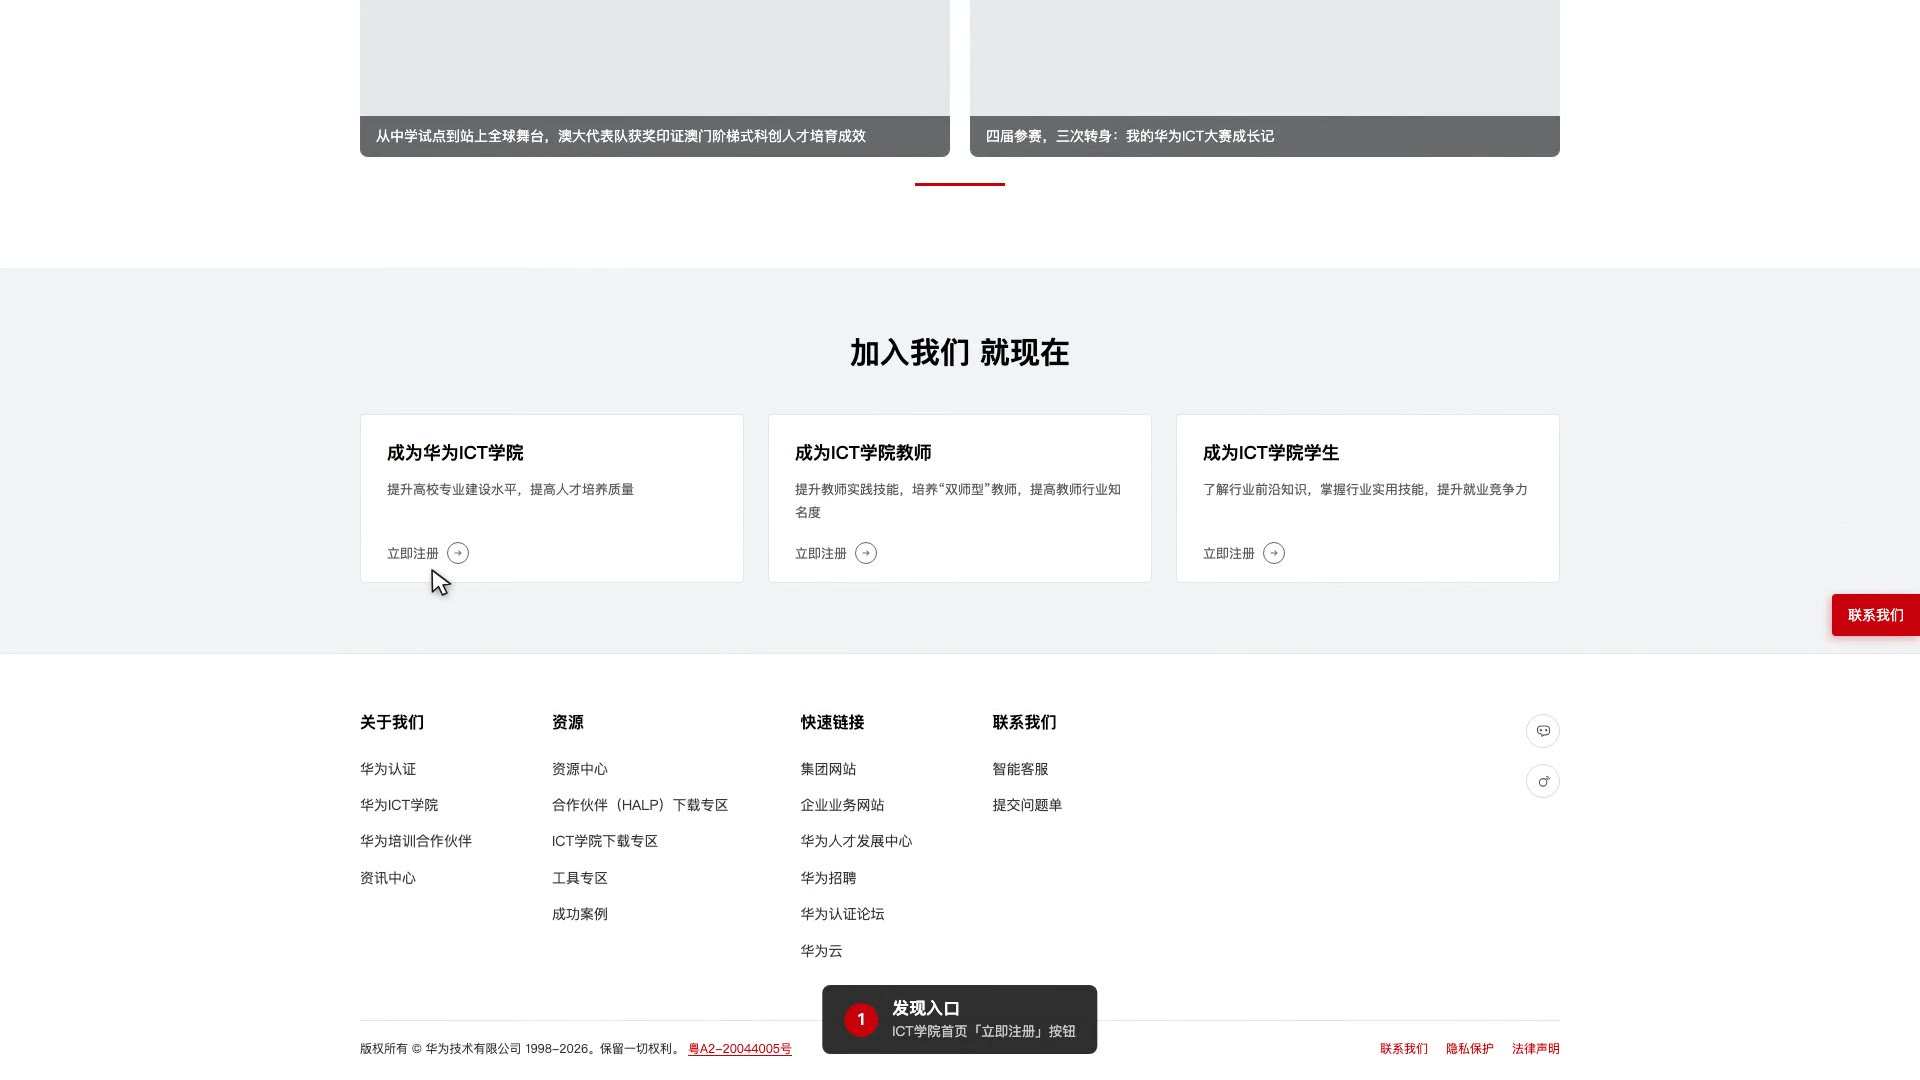 从中学试点到站上全球舞台，澳大代表队获奖印证澳门阶梯式科创人才培育成效
四届参赛，三次转身：我的华为ICT大赛成长记
加入我们 就现在
成为华为ICT学院
提升高校专业建设水平，提高人才培养质量
立即注册
成为ICT学院教师
提升教师实践技能，培养“双师型”教师，提高教师行业知
名度
立即注册
成为ICT学院学生
了解行业前沿知识，掌握行业实用技能，提升就业竞争力
立即注册
联系我们
关于我们
华为认证
华为ICT学院
华为培训合作伙伴
资讯中心
资源
资源中心
合作伙伴（HALP）下载专区
ICT学院下载专区
工具专区
成功案例
快速链接
集团网站
企业业务网站
华为人才发展中心
华为招聘
华为认证论坛
华为云
联系我们
智能客服
提交问题单
1
发现入口
ICT学院首页「立即注册」按钮
版权所有 © 华为技术有限公司 1998-2026。保留一切权利。 粤A2-20044005号
联系我们 隐私保护 法律声明